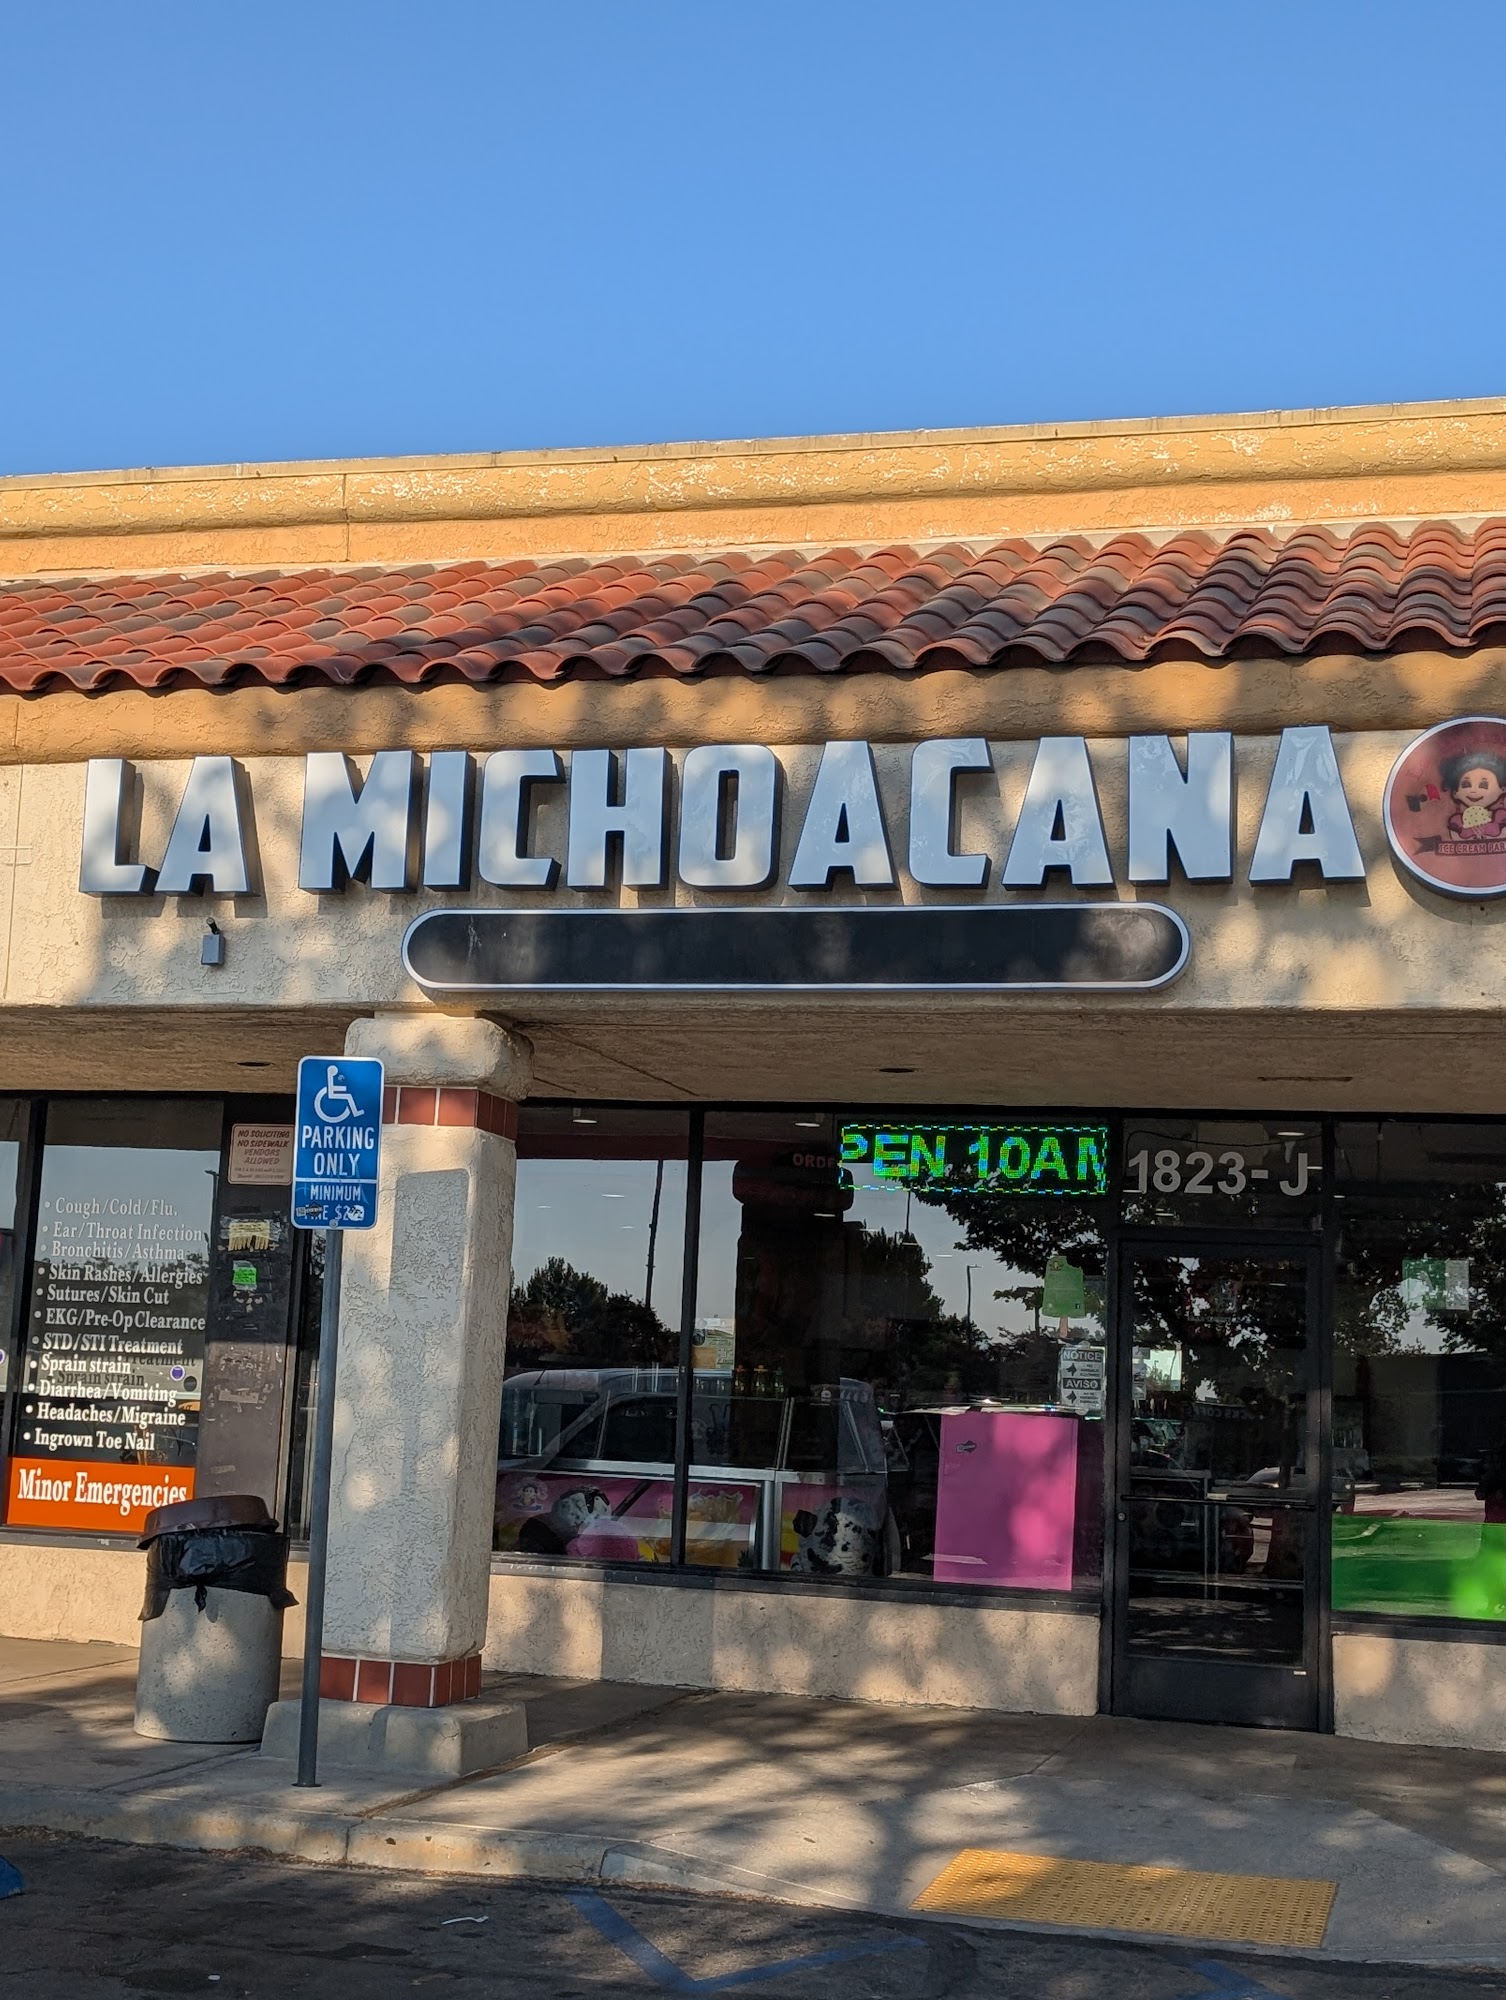 LA MICHOACANA
ICE CREAM PAR
PARKING
ONLY
MINIMUM
NO SOLICITING
NO SIDEWALK
VENDORS
ALLOWED
ORDE
PEN 10AM
1823-J
NOTICE
AVISO
• Cough/Cold/Flu.
• Ear/Throat Infection
• Bronchitis/Asthma
• Skin Rashes/Allergies
• Sutures/Skin Cut
• EKG/Pre-Op Clearance
• STD/STI Treatment
• Sprain strain
• Diarrhea/Vomiting
• Headaches/Migraine
• Ingrown Toe Nail
Minor Emergencies